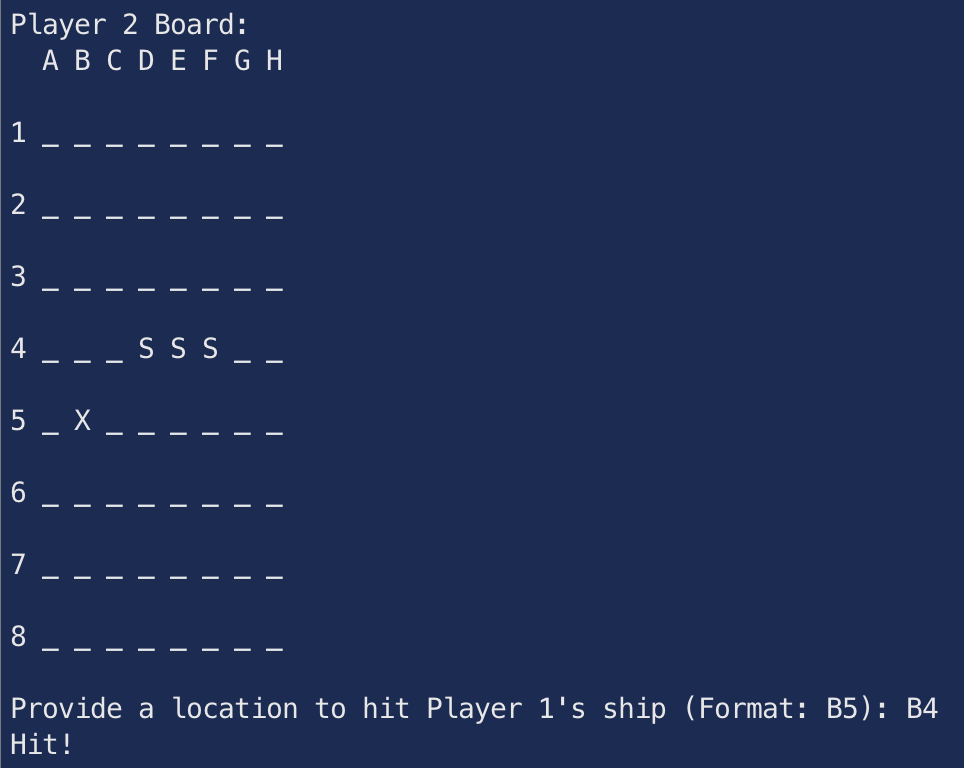 Player 2 Board:
  A B C D E F G H
1 _ _ _ _ _ _ _ _
2 _ _ _ _ _ _ _ _
3 _ _ _ _ _ _ _ _
4 _ _ _ S S S _ _
5 _ X _ _ _ _ _ _
6 _ _ _ _ _ _ _ _
7 _ _ _ _ _ _ _ _
8 _ _ _ _ _ _ _ _
Provide a location to hit Player 1's ship (Format: B5): B4
Hit!